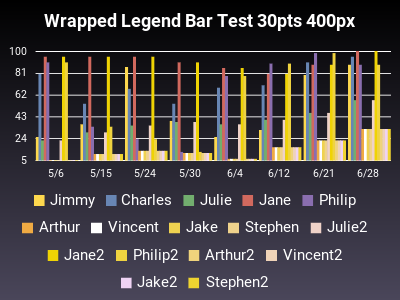 Wrapped Legend Bar Test 30pts 400px
100
81
62
43
24
5
5/6 5/15 5/24 5/30 6/4 6/12 6/21 6/28
Jimmy Charles Julie Jane Philip
Arthur Vincent Jake Stephen Julie2
Jane2 Philip2 Arthur2 Vincent2
Jake2 Stephen2